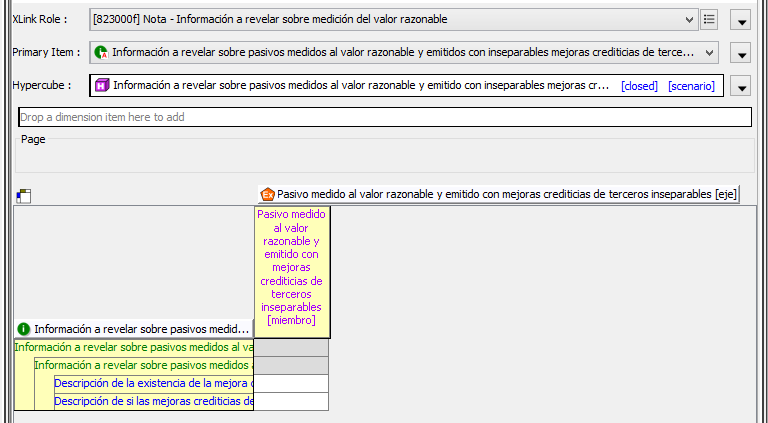 XLink Role : [823000f] Nota - Información a revelar sobre medición del valor razonable
Primary Item : Información a revelar sobre pasivos medidos al valor razonable y emitidos con inseparables mejoras crediticias de terce...
Hypercube : Información a revelar sobre pasivos medidos al valor razonable y emitido con inseparables mejoras cr... [closed] [scenario]
Drop a dimension item here to add
Page
Pasivo medido al valor razonable y emitido con mejoras crediticias de terceros inseparables [eje]
Pasivo medido
al valor
razonable y
emitido con
mejoras
crediticias de
terceros
inseparables
[miembro]
Información a revelar sobre pasivos medid...
Información a revelar sobre pasivos medidos al va
Información a revelar sobre pasivos medidos
Descripción de la existencia de la mejora
Descripción de si las mejoras crediticias de